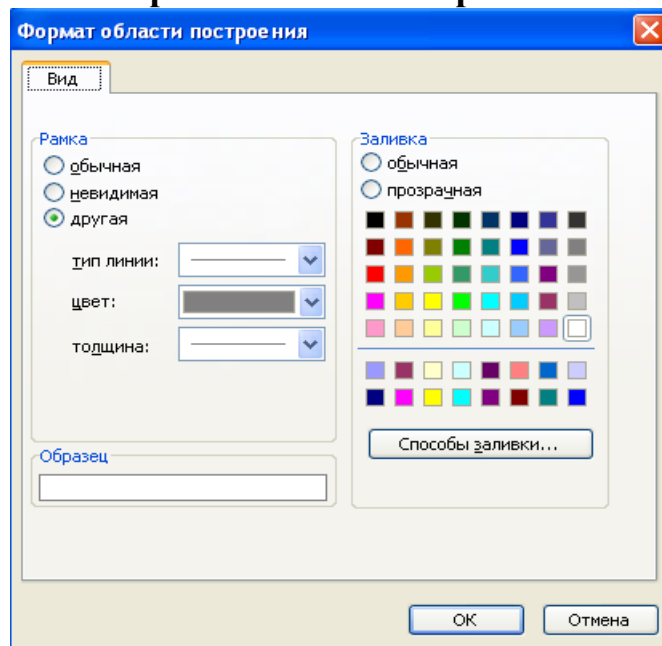 Формат области построения
Вид
Рамка
обычная
невидимая
другая
тип линии:
цвет:
толщина:
Образец
Заливка
обычная
прозрачная
Способы заливки...
ОК
Отмена